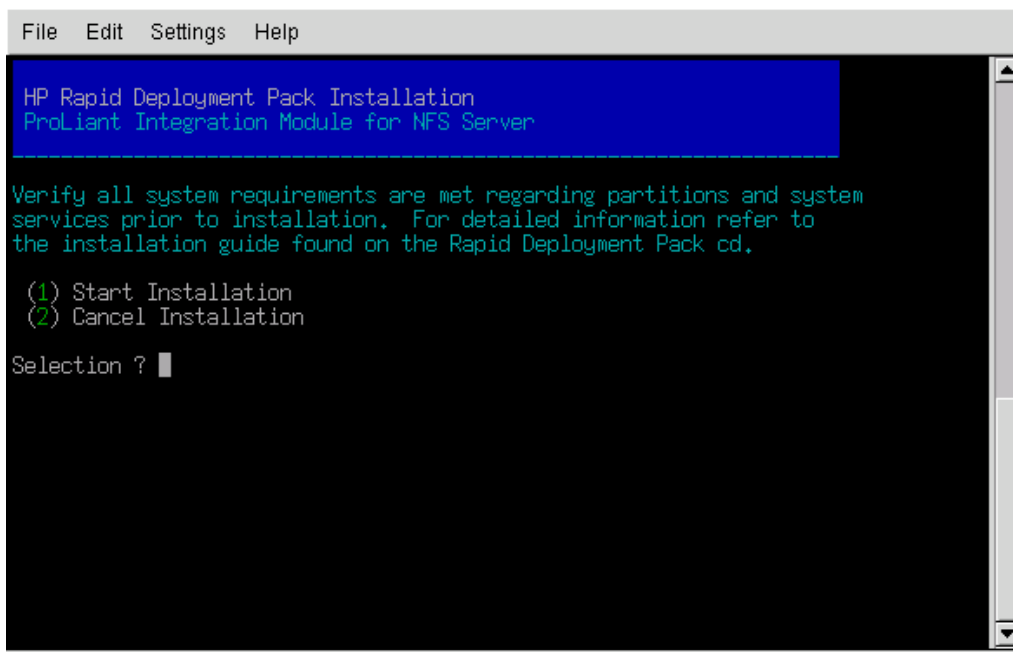 File Edit Settings Help
HP Rapid Deployment Pack Installation
ProLiant Integration Module for NFS Server
Verify all system requirements are met regarding partitions and system
services prior to installation. For detailed information refer to
the installation guide found on the Rapid Deployment Pack cd.
(1) Start Installation
(2) Cancel Installation
Selection ?